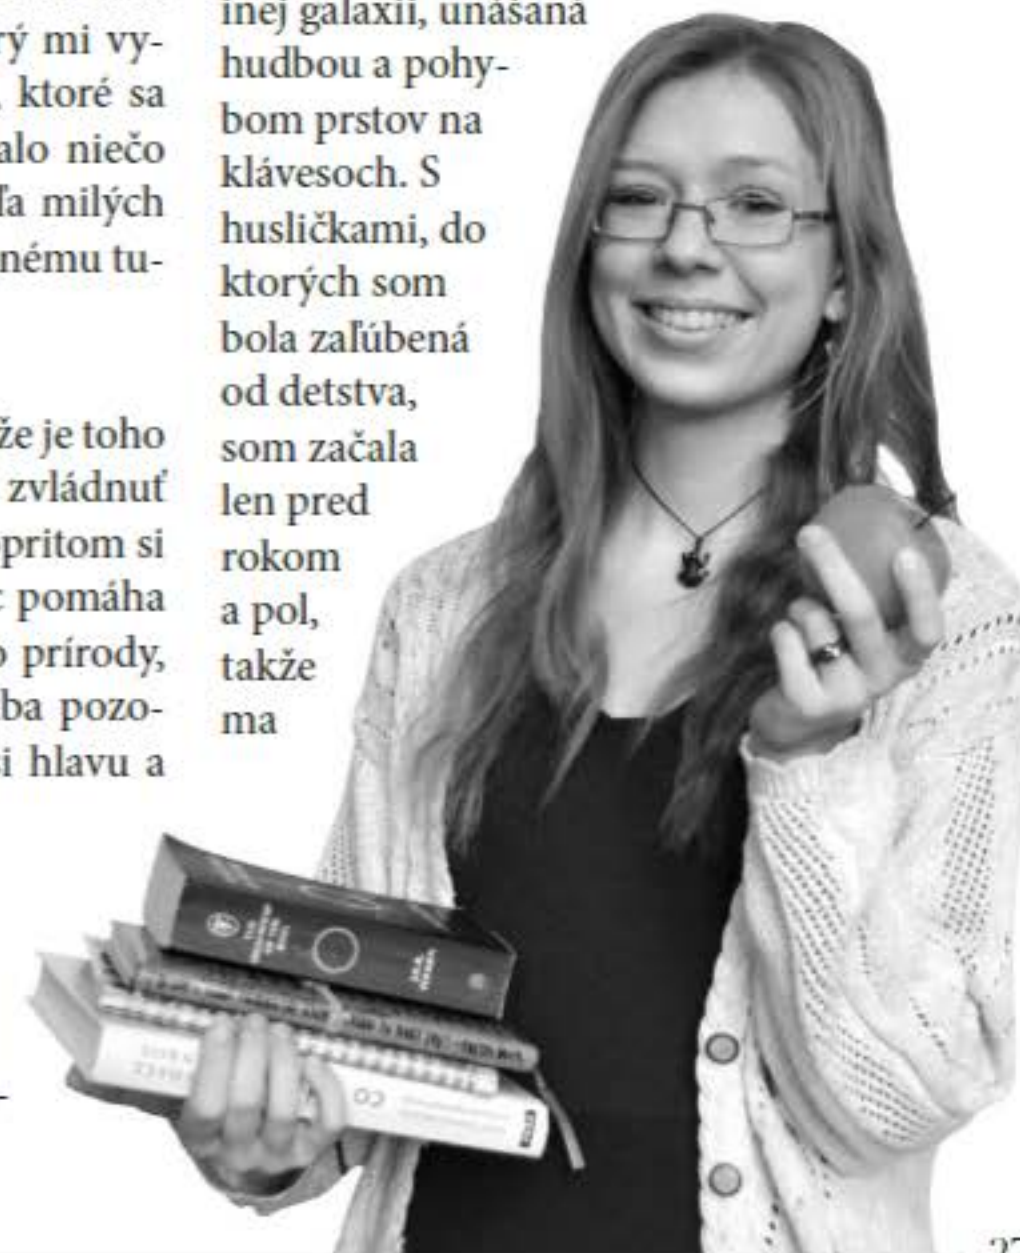 rý mi vy-
ktoré sa
alo niečo
ľa milých
nému tu-
že je toho
zvládnuť
pritom si
pomáha
prírody,
ba pozo-
si hlavu a
inej galaxii, unášaná
hudbou a pohy-
bom prstov na
klávesoch. S
husličkami, do
ktorých som
bola zaľúbená
od detstva,
som začala
len pred
rokom
a pol,
takže
ma